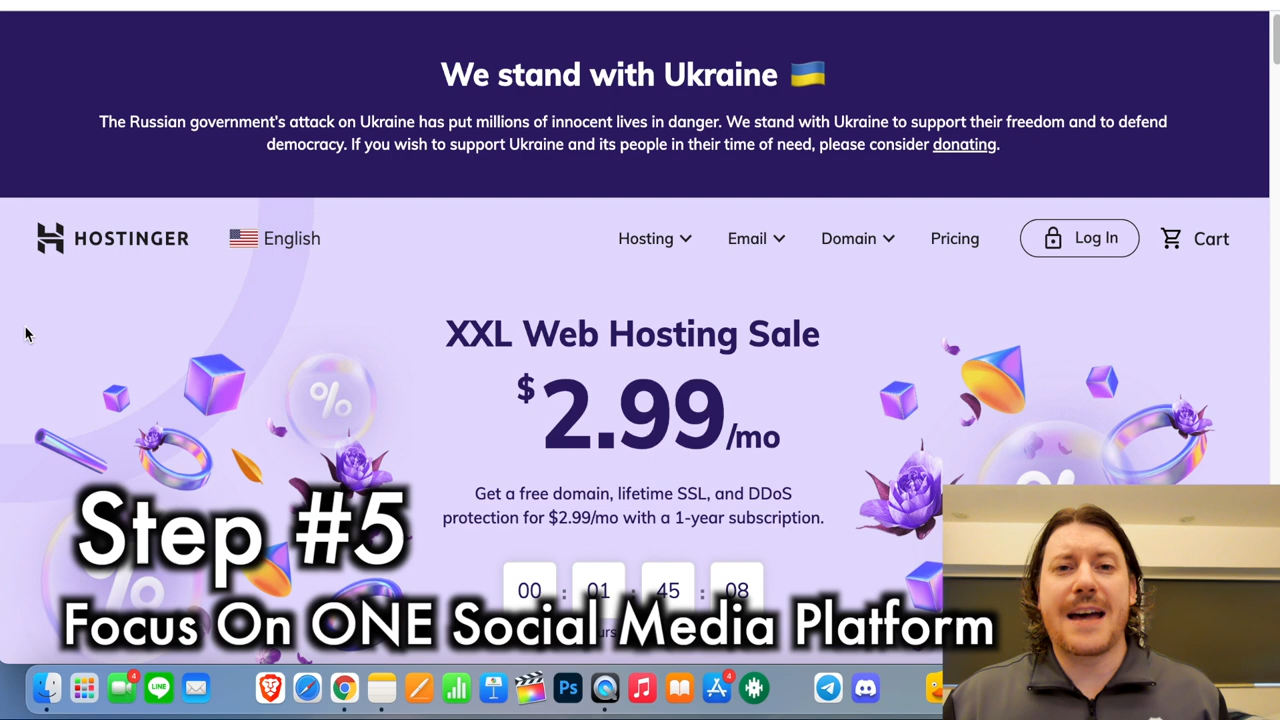 We stand with Ukraine
The Russian government's attack on Ukraine has put millions of innocent lives in danger. We stand with Ukraine to support their freedom and to defend
democracy. If you wish to support Ukraine and its people in their time of need, please consider donating.
HOSTINGER English Hosting Email Domain Pricing Log In Cart
XXL Web Hosting Sale
$2.99/mo
Get a free domain, lifetime SSL, and DDoS
protection for $2.99/mo with a 1-year subscription.
00 : 01 : 45 : 08
Step #5
Focus On ONE Social Media Platform
4
LINE
Ps
4